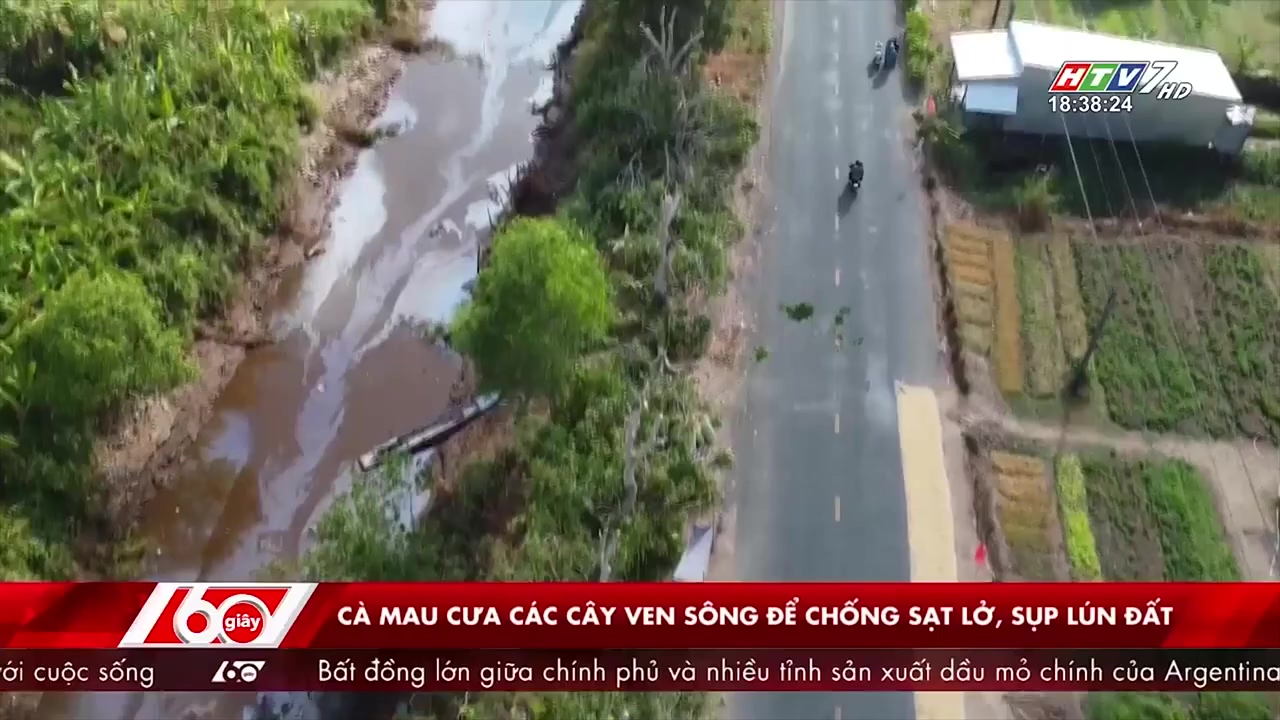 HTV7 HD
18:38:24
60 giây
CÀ MAU CƯA CÁC CÂY VEN SÔNG ĐỂ CHỐNG SẠT LỞ, SỤP LÚN ĐẤT
ới cuộc sống 60 Bất đồng lớn giữa chính phủ và nhiều tỉnh sản xuất dầu mỏ chính của Argentina